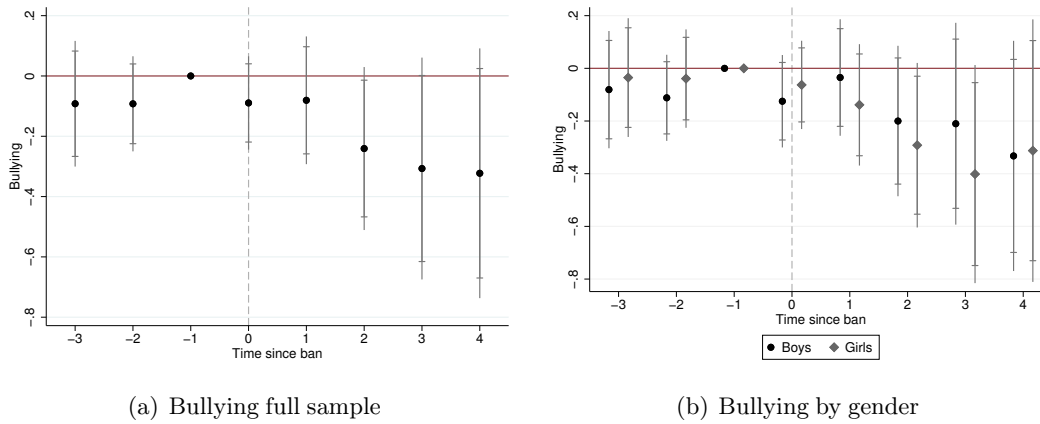 .2
0
-.2
-.4
-.6
-.8
Bullying
-3 -2 -1 0 1 2 3 4
Time since ban
(a) Bullying full sample
.2
0
-.2
-.4
-.6
-.8
Bullying
-3 -2 -1 0 1 2 3 4
Time since ban
Boys Girls
(b) Bullying by gender